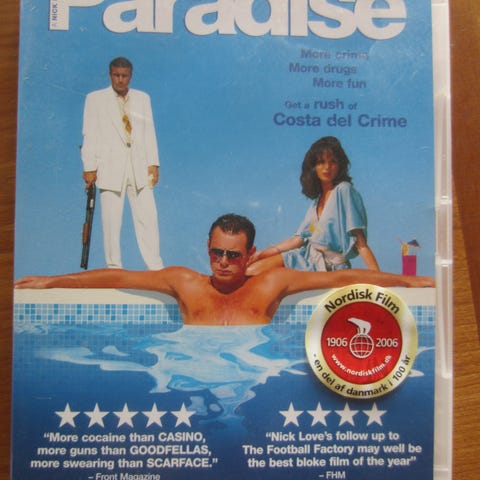 A NICK
Paradise
More crime
More drugs
More fun
Get a rush of
Costa del Crime
Nordisk Film
1906 2006
www.nordiskfilm.dk
- en del af danmark i 100 år
"More cocaine than CASINO,
more guns than GOODFELLAS,
more swearing than SCARFACE."
– Front Magazine
"Nick Love's follow up to
The Football Factory may well be
the best bloke film of the year"
– FHM